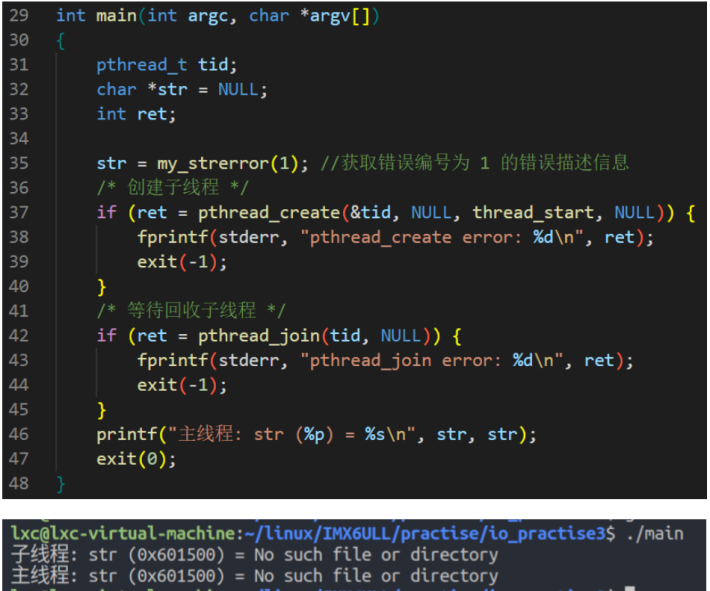 29 int main(int argc, char *argv[])
30 {
31     pthread_t tid;
32     char *str = NULL;
33     int ret;
34
35     str = my_strerror(1); //获取错误编号为 1 的错误描述信息
36     /* 创建子线程 */
37     if (ret = pthread_create(&tid, NULL, thread_start, NULL)) {
38         fprintf(stderr, "pthread_create error: %d\n", ret);
39         exit(-1);
40     }
41     /* 等待回收子线程 */
42     if (ret = pthread_join(tid, NULL)) {
43         fprintf(stderr, "pthread_join error: %d\n", ret);
44         exit(-1);
45     }
46     printf("主线程: str (%p) = %s\n", str, str);
47     exit(0);
48 }
lxc@lxc-virtual-machine:~/linux/IMX6ULL/practise/io_practise3$ ./main
子线程: str (0x601500) = No such file or directory
主线程: str (0x601500) = No such file or directory